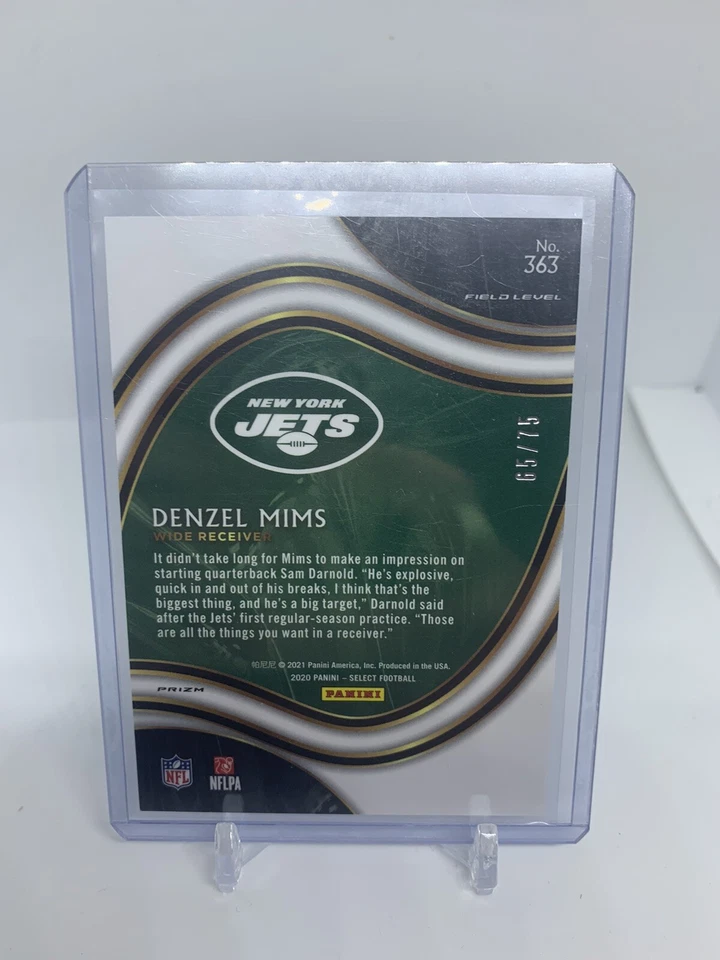 No.
363
FIELD LEVEL
NEW YORK
JETS
65/75
DENZEL MIMS
WIDE RECEIVER
It didn't take long for Mims to make an impression on
starting quarterback Sam Darnold. “He's explosive,
quick in and out of his breaks, I think that's the
biggest thing, and he's a big target,” Darnold said
after the Jets' first regular-season practice. “Those
are all the things you want in a receiver.”
帕尼尼 © 2021 Panini America, Inc. Produced in the USA.
2020 PANINI – SELECT FOOTBALL
PRIZM
PANINI
NFL
NFLPA